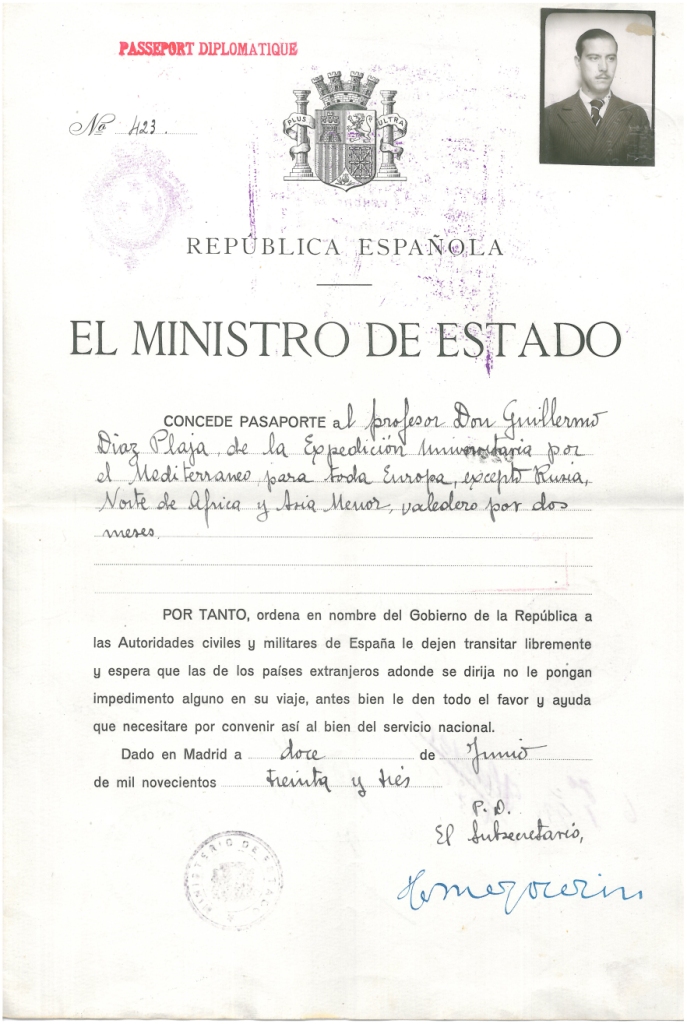 PASSEPORT DIPLOMATIQUE
Nº 423.
PLUS ULTRA
REPÚBLICA ESPAÑOLA
EL MINISTRO DE ESTADO
CONCEDE PASAPORTE al profesor Don Guillermo
Díaz Plaja, de la Expedición Universitaria por
el Mediterraneo, para toda Europa, excepto Rusia,
Norte de Africa y Asia Menor, valedero por dos
meses.
POR TANTO, ordena en nombre del Gobierno de la República a
las Autoridades civiles y militares de España le dejen transitar libremente
y espera que las de los países extranjeros adonde se dirija no le pongan
impedimento alguno en su viaje, antes bien le den todo el favor y ayuda
que necesitare por convenir así al bien del servicio nacional.
Dado en Madrid a doce de Junio
de mil novecientos treinta y tres
P. D.
El Subsecretario,
MINISTERIO DE ESTADO